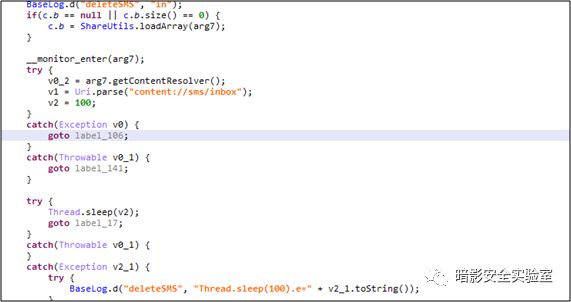 BaseLog.d("deleteSMS", "in");
if(c.b == null || c.b.size() == 0) {
c.b = ShareUtils.loadArray(arg7);
}
__monitor_enter(arg7);
try {
v0_2 = arg7.getContentResolver();
v1 = Uri.parse("content://sms/inbox");
v2 = 100;
}
catch(Exception v0) {
goto label_106;
}
catch(Throwable v0_1) {
goto label_141;
}
try {
Thread.sleep(v2);
goto label_17;
}
catch(Throwable v0_1) {
}
catch(Exception v2_1) {
try {
BaseLog.d("deleteSMS", "Thread.sleep(100).e=" + v2_1.toString());
}
暗影安全实验室